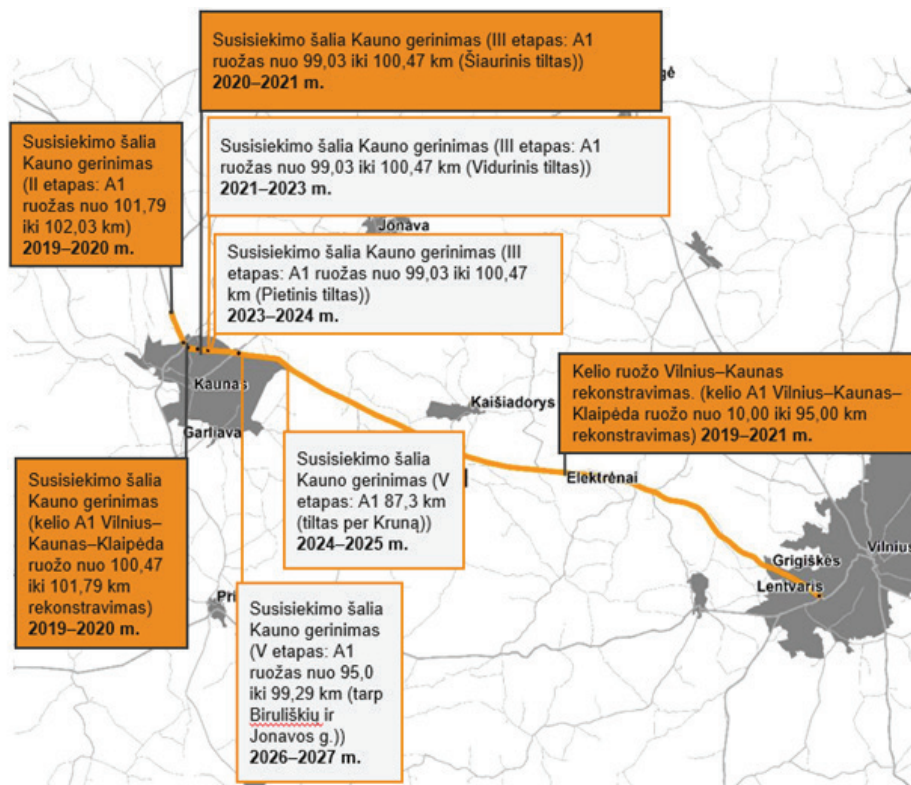 Susisiekimo šalia Kauno gerinimas (III etapas: A1
ruožas nuo 99,03 iki 100,47 km (Šiaurinis tiltas))
2020–2021 m.
gė
Susisiekimo šalia
Kauno gerinimas
(II etapas: A1
ruožas nuo 101,79
iki 102,03 km)
2019–2020 m.
Susisiekimo šalia Kauno gerinimas (III etapas: A1
ruožas nuo 99,03 iki 100,47 km (Vidurinis tiltas))
2021–2023 m.
Jonava
Susisiekimo šalia Kauno gerinimas (III
etapas: A1 ruožas nuo 99,03 iki 100,47
km (Pietinis tiltas))
2023–2024 m.
Kaunas
Garliava
Kaišiadorys
Kelio ruožo Vilnius–Kaunas
rekonstravimas. (kelio A1 Vilnius–Kaunas–
Klaipėda ruožo nuo 10,00 iki 95,00 km
rekonstravimas) 2019–2021 m.
Susisiekimo šalia
Kauno gerinimas
(kelio A1 Vilnius–
Kaunas–Klaipėda
ruožo nuo 100,47
iki 101,79 km
rekonstravimas)
2019–2020 m.
Susisiekimo šalia
Kauno gerinimas (V
etapas: A1 87,3 km
(tiltas per Kruną))
2024–2025 m.
Elektrėnai
Vilnius
Grigiškės
Lentvaris
Pri
Susisiekimo šalia
Kauno gerinimas
(V etapas: A1
ruožas nuo 95,0
iki 99,29 km (tarp
Biruliškių ir
Jonavos g.))
2026–2027 m.